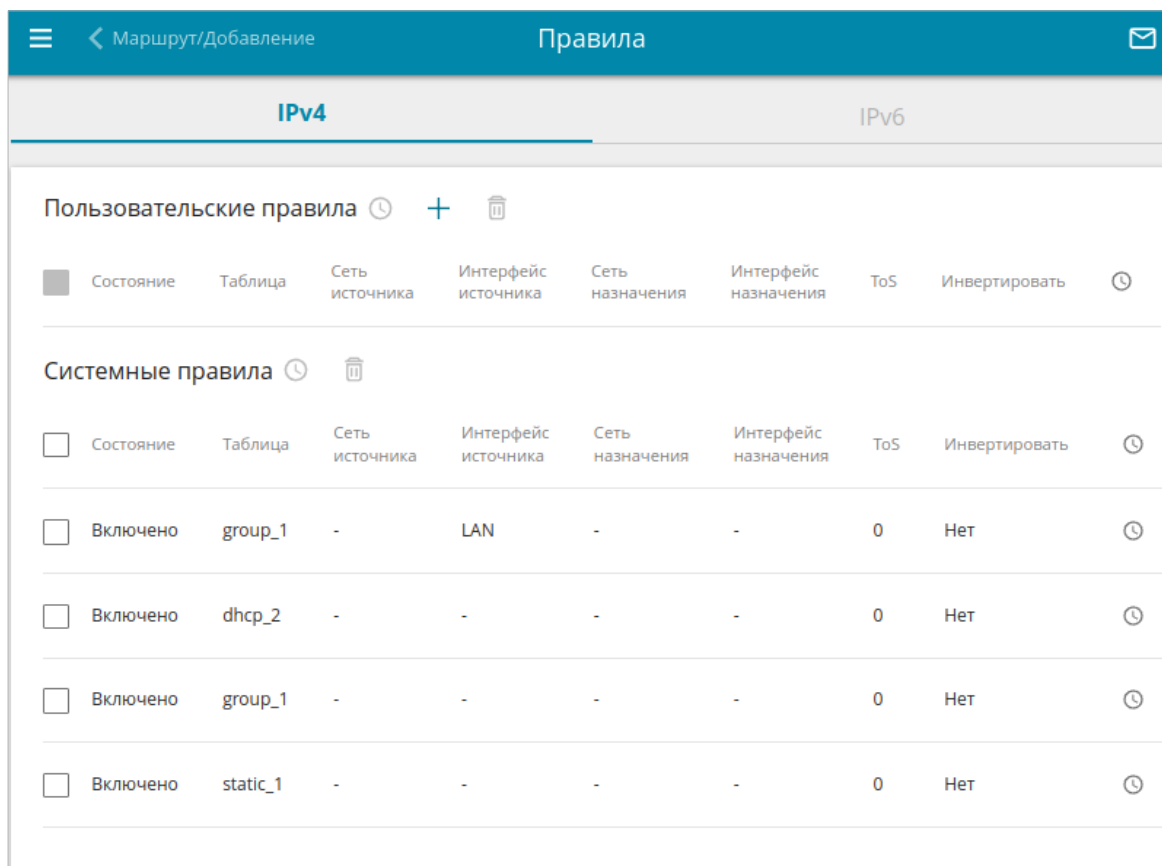 Маршрут/Добавление Правила
IPv4 IPv6
Пользовательские правила
Состояние Таблица Сеть источника Интерфейс источника Сеть назначения Интерфейс назначения ToS Инвертировать
Системные правила
Состояние Таблица Сеть источника Интерфейс источника Сеть назначения Интерфейс назначения ToS Инвертировать
Включено group_1 - LAN - - 0 Нет
Включено dhcp_2 - - - - 0 Нет
Включено group_1 - - - - 0 Нет
Включено static_1 - - - - 0 Нет